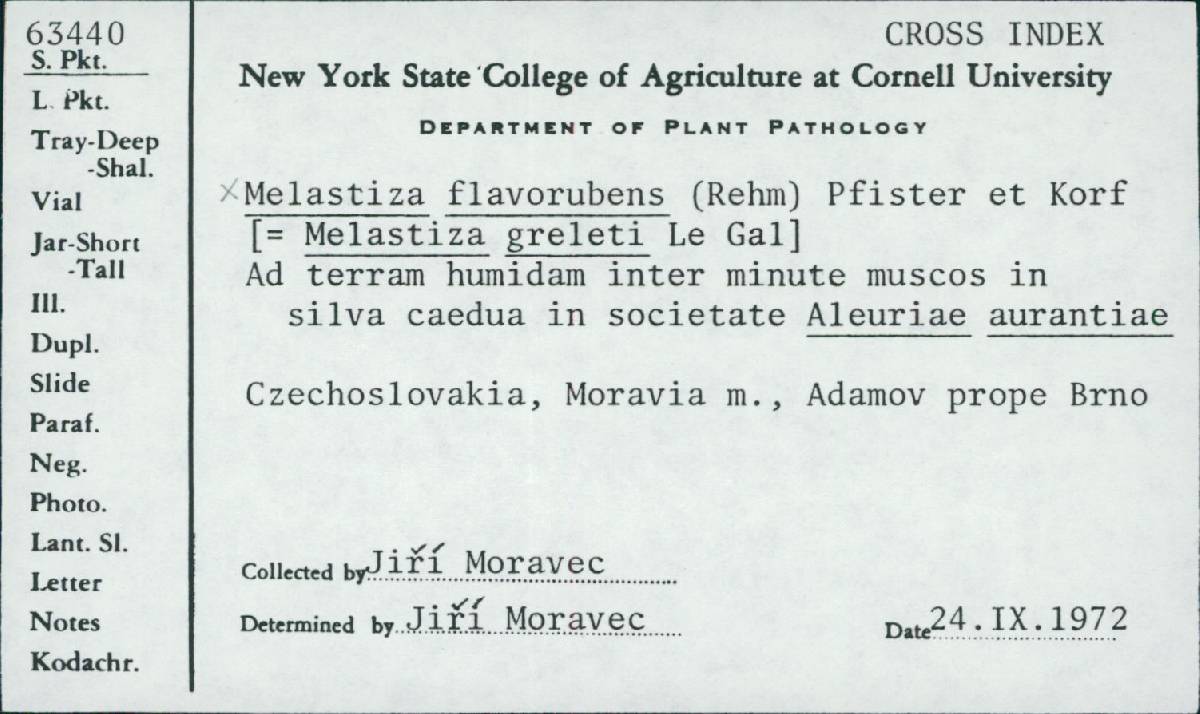 63440
CROSS INDEX
S. Pkt.
L. Pkt.
Tray-Deep
-Shal.
Vial
Jar-Short
-Tall
Ill.
Dupl.
Slide
Paraf.
Neg.
Photo.
Lant. Sl.
Letter
Notes
Kodachr.
New York State College of Agriculture at Cornell University
DEPARTMENT OF PLANT PATHOLOGY
×Melastiza flavorubens (Rehm) Pfister et Korf
[= Melastiza greleti Le Gal]
Ad terram humidam inter minute muscos in
silva caedua in societate Aleuriae aurantiae
Czechoslovakia, Moravia m., Adamov prope Brno
Collected by Jiří Moravec
Determined by Jiří Moravec
Date 24.IX.1972